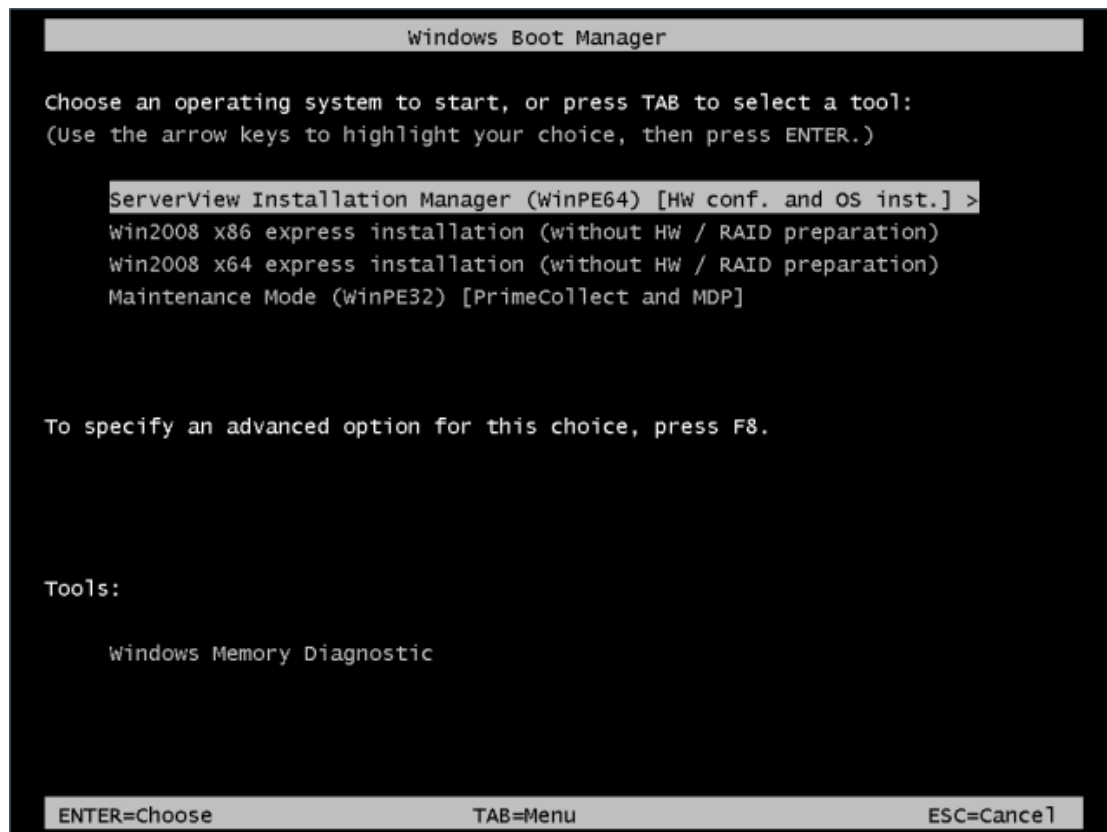 Windows Boot Manager
Choose an operating system to start, or press TAB to select a tool:
(Use the arrow keys to highlight your choice, then press ENTER.)
ServerView Installation Manager (WinPE64) [HW conf. and OS inst.] >
Win2008 x86 express installation (without HW / RAID preparation)
Win2008 x64 express installation (without HW / RAID preparation)
Maintenance Mode (WinPE32) [PrimeCollect and MDP]
To specify an advanced option for this choice, press F8.
Tools:
Windows Memory Diagnostic
ENTER=Choose TAB=Menu ESC=Cancel